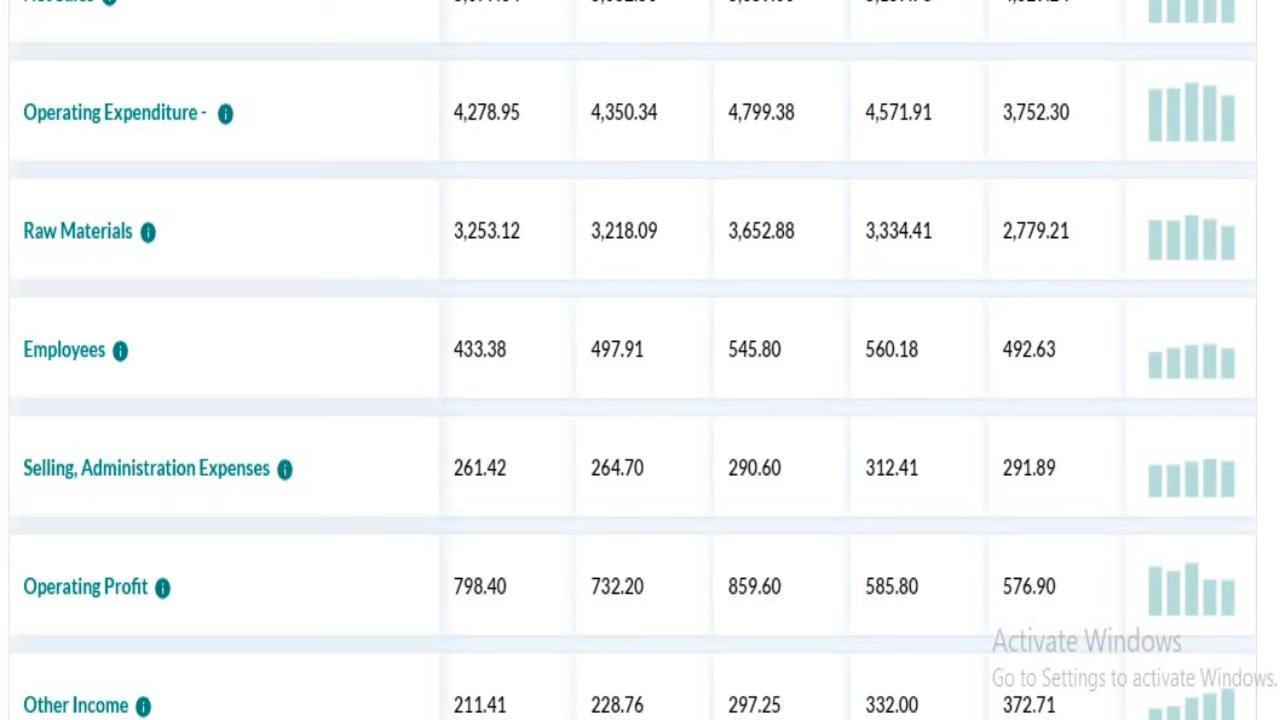 Operating Expenditure - 4,278.95 4,350.34 4,799.38 4,571.91 3,752.30
Raw Materials 3,253.12 3,218.09 3,652.88 3,334.41 2,779.21
Employees 433.38 497.91 545.80 560.18 492.63
Selling, Administration Expenses 261.42 264.70 290.60 312.41 291.89
Operating Profit 798.40 732.20 859.60 585.80 576.90
Activate Windows
Go to Settings to activate Windows.
Other Income 211.41 228.76 297.25 332.00 372.71